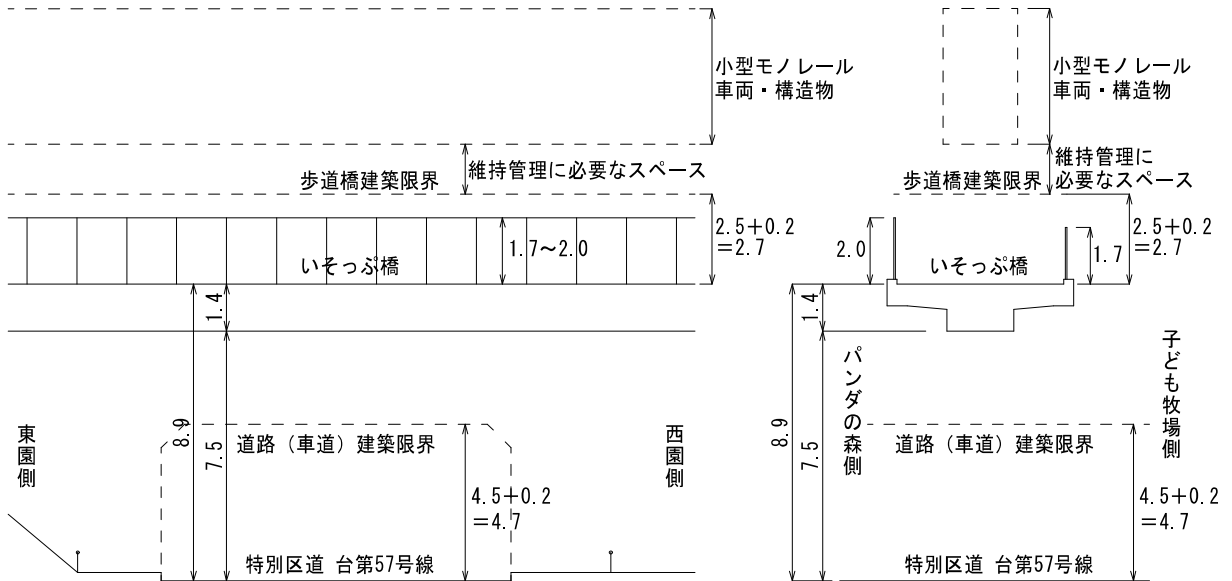 小型モノレール
車両・構造物
維持管理に必要なスペース
歩道橋建築限界
2.5+0.2
=2.7
1.7～2.0
いそっぷ橋
1.4
8.9
7.5
東園側
西園側
道路（車道）建築限界
4.5+0.2
=4.7
特別区道 台第57号線
小型モノレール
車両・構造物
維持管理に
必要なスペース
歩道橋建築限界
2.5+0.2
=2.7
2.0
1.7
いそっぷ橋
1.4
8.9
7.5
パンダの森側
子ども牧場側
道路（車道）建築限界
4.5+0.2
=4.7
特別区道 台第57号線